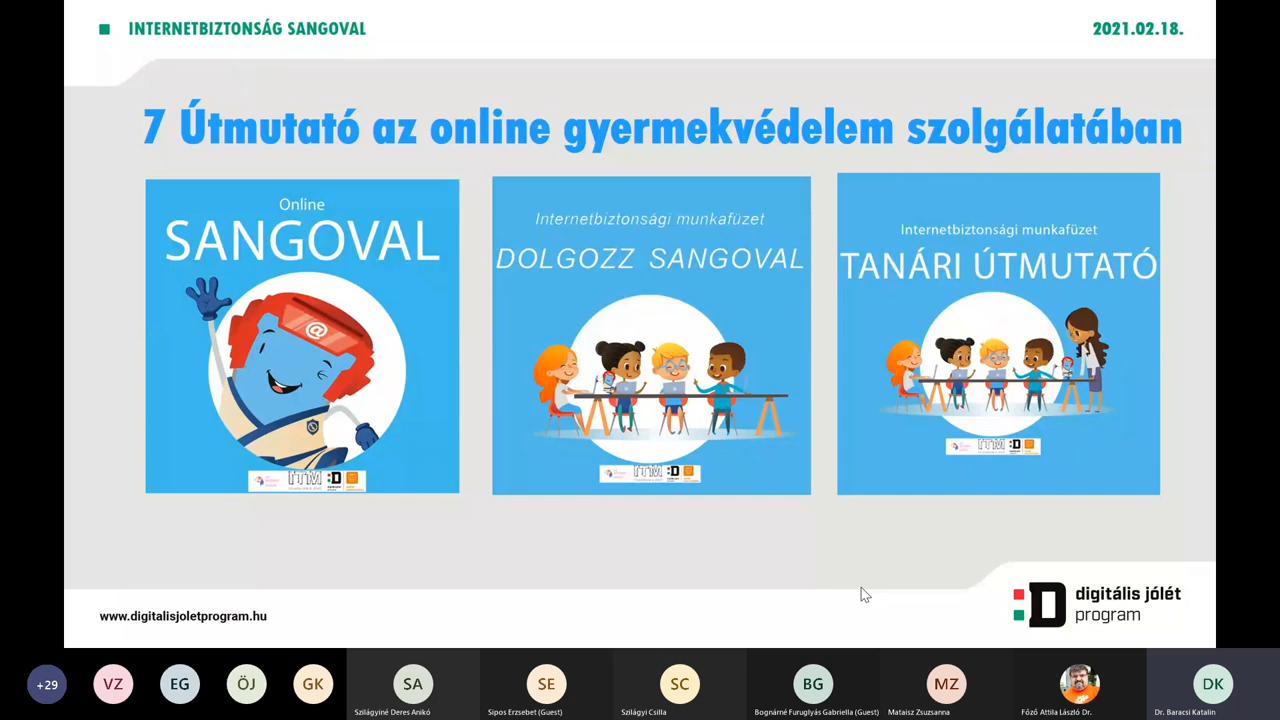 INTERNETBIZTONSÁG SANGOVAL
2021.02.18.
7 Útmutató az online gyermekvédelem szolgálatában
Online
SANGOVAL
@
ITM
Internetbiztonsági munkafüzet
DOLGOZZ SANGOVAL
ITM
Internetbiztonsági munkafüzet
TANÁRI ÚTMUTATÓ
ITM
www.digitalisjoletprogram.hu
:D digitális jólét
program
+29
VZ
EG
ÖJ
GK
SA
SE
SC
BG
MZ
DK
Szilágyiné Deres Anikó
Sipos Erzsebet (Guest)
Szilágyi Csilla
Bognárné Furuglyás Gabriella (Guest)
Mataisz Zsuzsanna
Főző Attila László Dr.
Dr. Baracsi Katalin